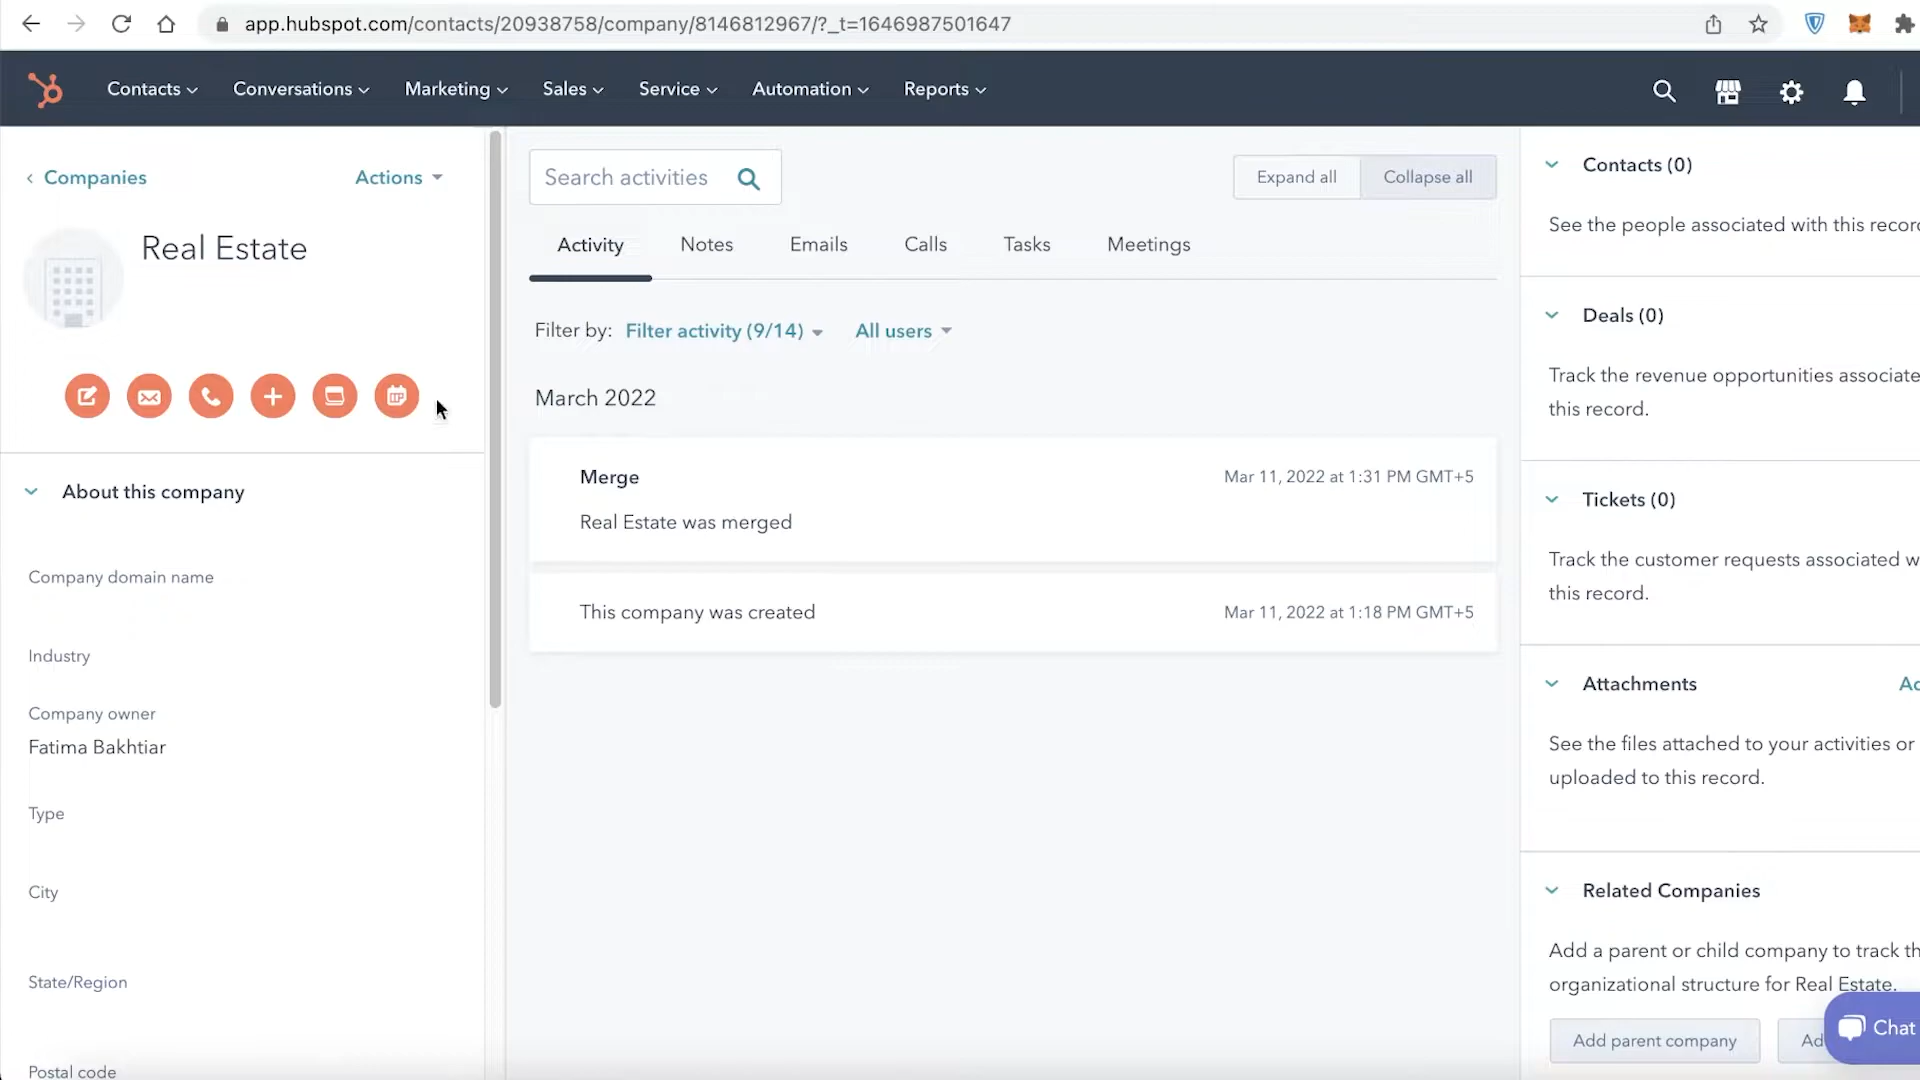 app.hubspot.com/contacts/20938758/company/8146812967/?_t=1646987501647
Contacts
Conversations
Marketing
Sales
Service
Automation
Reports
Companies
Actions
Real Estate
About this company
Company domain name
Industry
Company owner
Fatima Bakhtiar
Type
City
State/Region
Postal code
Search activities
Expand all
Collapse all
Activity
Notes
Emails
Calls
Tasks
Meetings
Filter by: Filter activity (9/14) All users
March 2022
Merge
Mar 11, 2022 at 1:31 PM GMT+5
Real Estate was merged
This company was created
Mar 11, 2022 at 1:18 PM GMT+5
Contacts (0)
See the people associated with this
Deals (0)
Track the revenue opportunities
this record.
Tickets (0)
Track the customer requests associated
this record.
Attachments
See the files attached to your activities or
uploaded to this record.
Related Companies
Add a parent or child company to track
organizational structure for Real Estate.
Add parent company
Chat